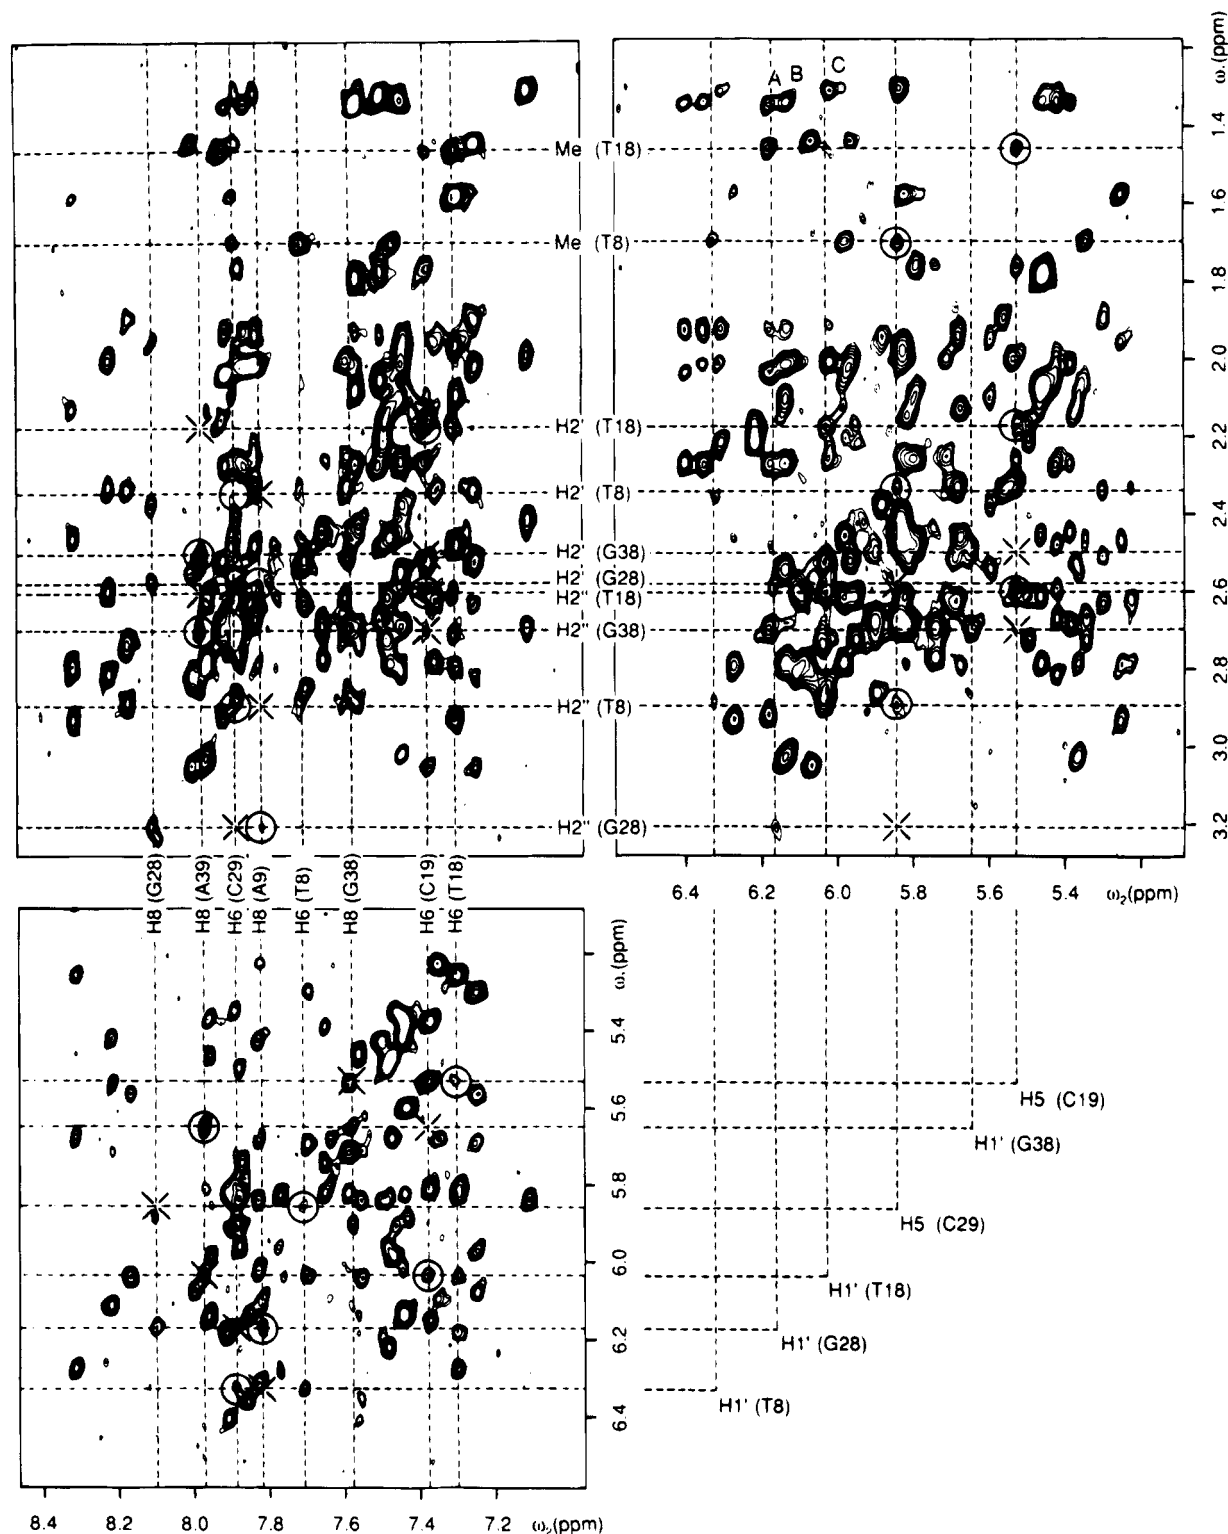 A B C
ω₁(ppm)
1.4
1.6
1.8
2.0
2.2
2.4
2.6
2.8
3.0
3.2
Me (T18)
Me (T8)
H2' (T18)
H2' (T8)
H2' (G38)
H2' (G28)
H2'' (T18)
H2'' (G38)
H2'' (T8)
H2'' (G28)
6.4 6.2 6.0 5.8 5.6 5.4 ω₂(ppm)
H8 (G28)
H8 (A39)
H6 (C29)
H8 (A9)
H6 (T8)
H8 (G38)
H6 (C19)
H6 (T18)
ω₁(ppm)
5.4
5.6
5.8
6.0
6.2
6.4
H5 (C19)
H1' (G38)
H5 (C29)
H1' (T18)
H1' (G28)
H1' (T8)
8.4 8.2 8.0 7.8 7.6 7.4 7.2 ω₂(ppm)